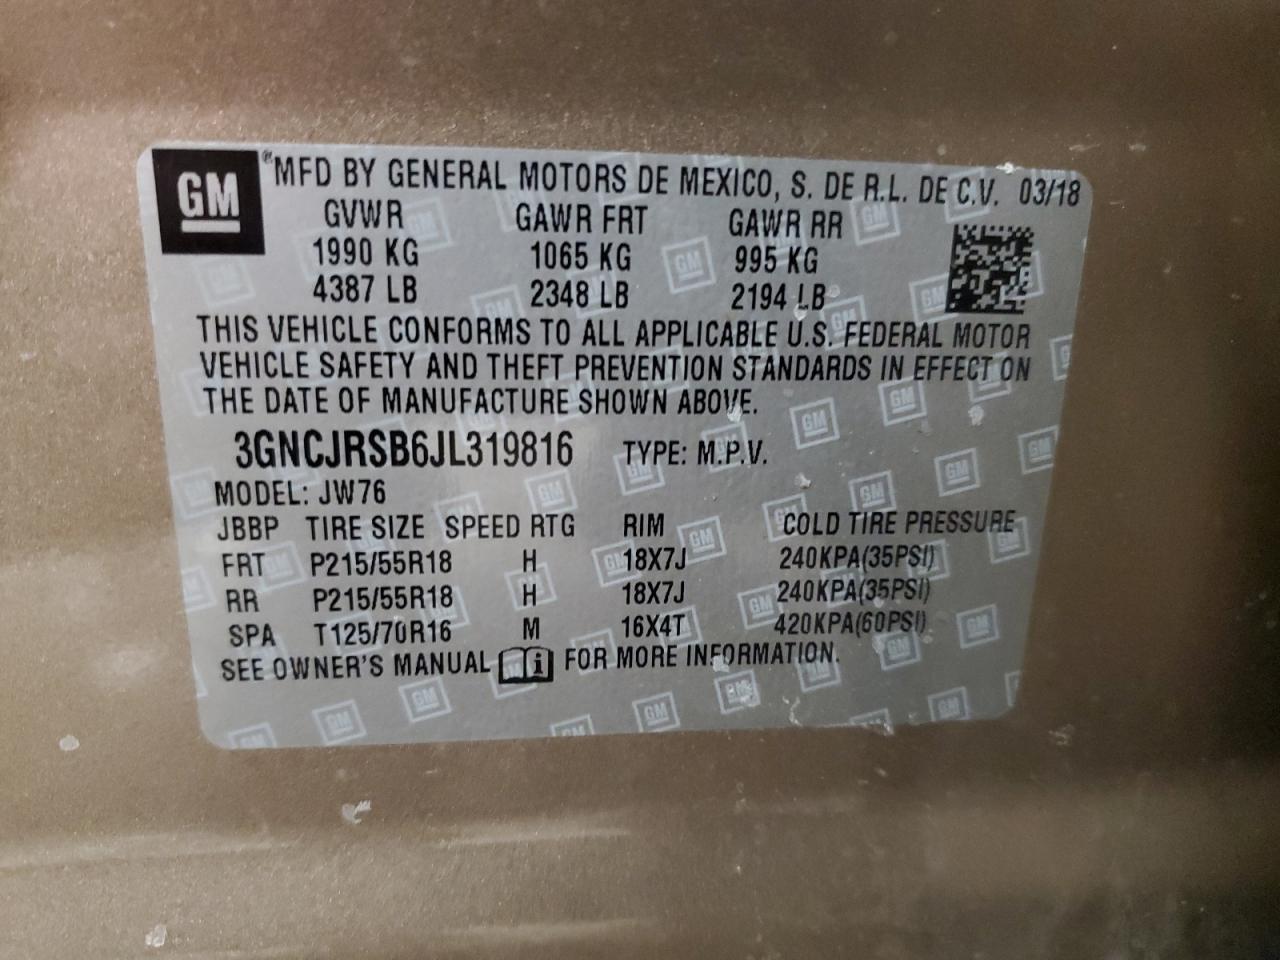 GM
® MFD BY GENERAL MOTORS DE MEXICO, S. DE R.L. DE C.V. 03/18
GVWR GAWR FRT GAWR RR
1990 KG 1065 KG 995 KG
4387 LB 2348 LB 2194 LB
THIS VEHICLE CONFORMS TO ALL APPLICABLE U.S. FEDERAL MOTOR
VEHICLE SAFETY AND THEFT PREVENTION STANDARDS IN EFFECT ON
THE DATE OF MANUFACTURE SHOWN ABOVE.
3GNCJRSB6JL319816 TYPE: M.P.V.
MODEL: JW76
JBBP TIRE SIZE SPEED RTG RIM COLD TIRE PRESSURE
FRT P215/55R18 H 18X7J 240KPA(35PSI)
RR P215/55R18 H 18X7J 240KPA(35PSI)
SPA T125/70R16 M 16X4T 420KPA(60PSI)
SEE OWNER'S MANUAL i FOR MORE INFORMATION.